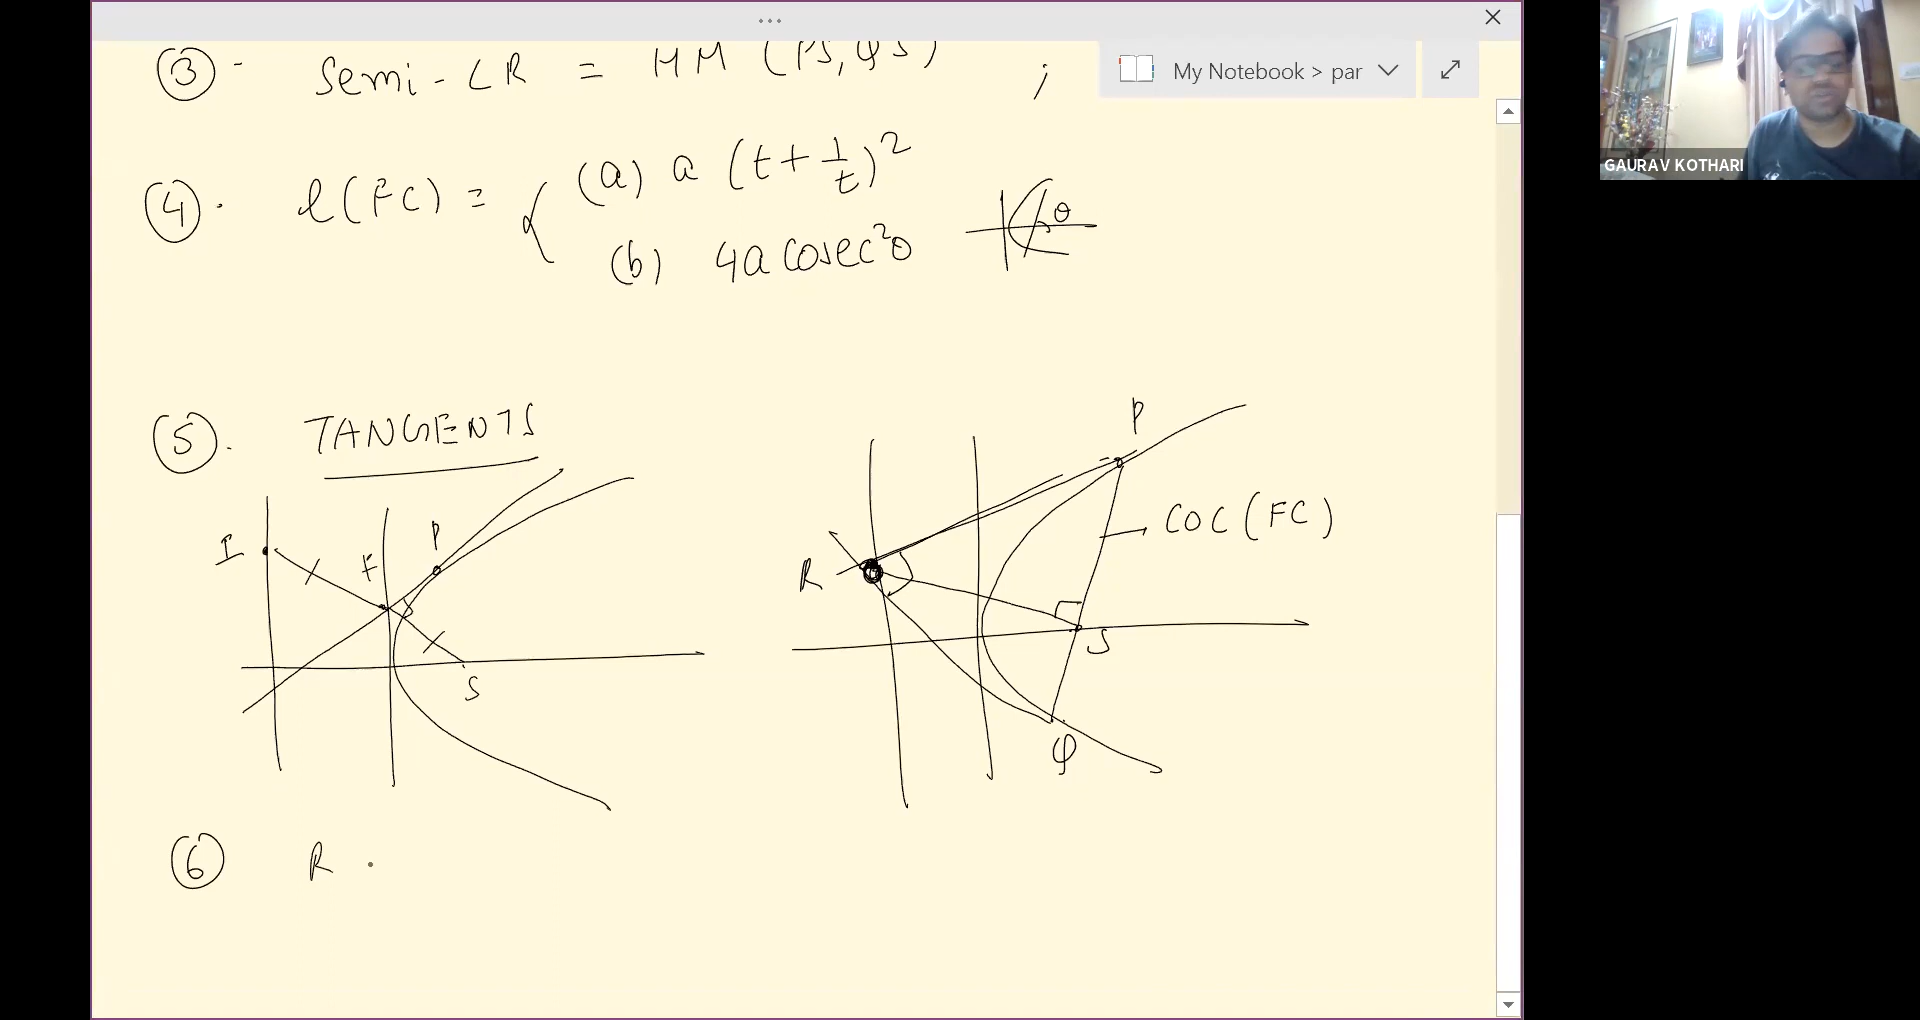 My Notebook > par
GAURAV KOTHARI
③ - Semi-LR = HM (PS, QS) ;
④. l(FC) = { (a) a (t + 1/t)²
(b) 4a cosec²θ
θ
⑤. TANGENTS
I F P S
P
COC (FC)
R
S
Q
⑥ R .